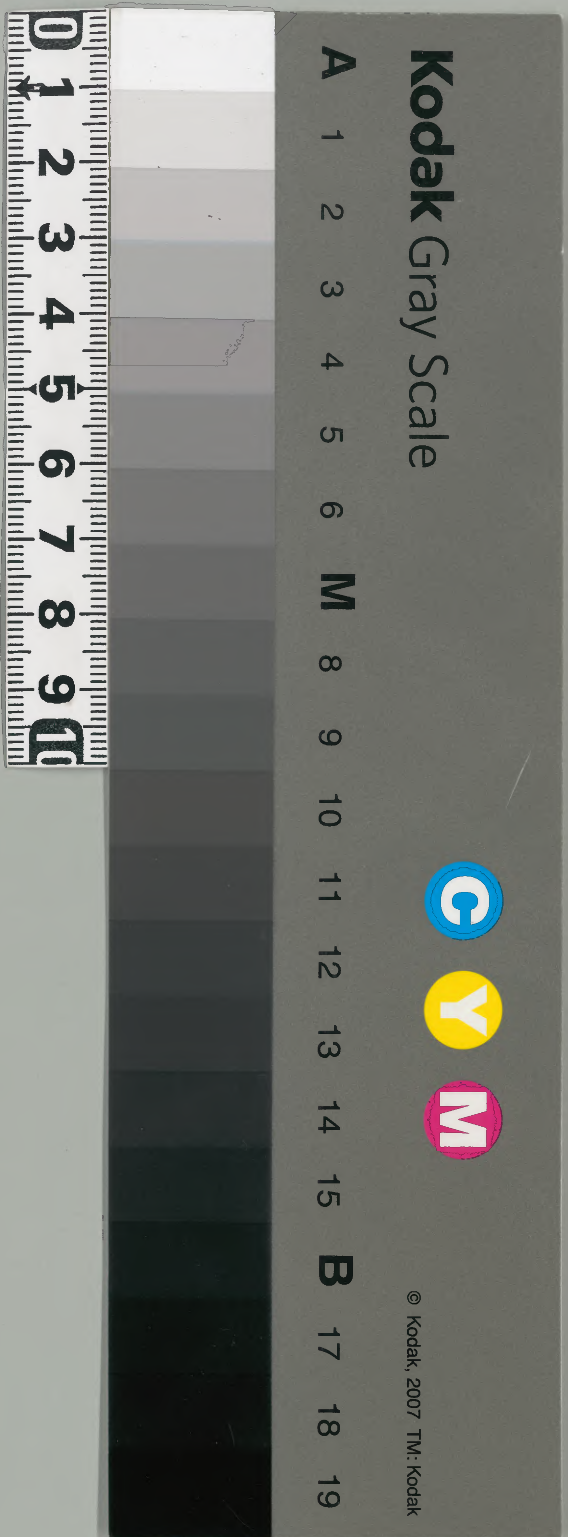 Kodak Gray Scale
C Y M
© Kodak, 2007 TM: Kodak
A 1 2 3 4 5 6 M 8 9 10 11 12 13 14 15 B 17 18 19
0 1 2 3 4 5 6 7 8 9 10